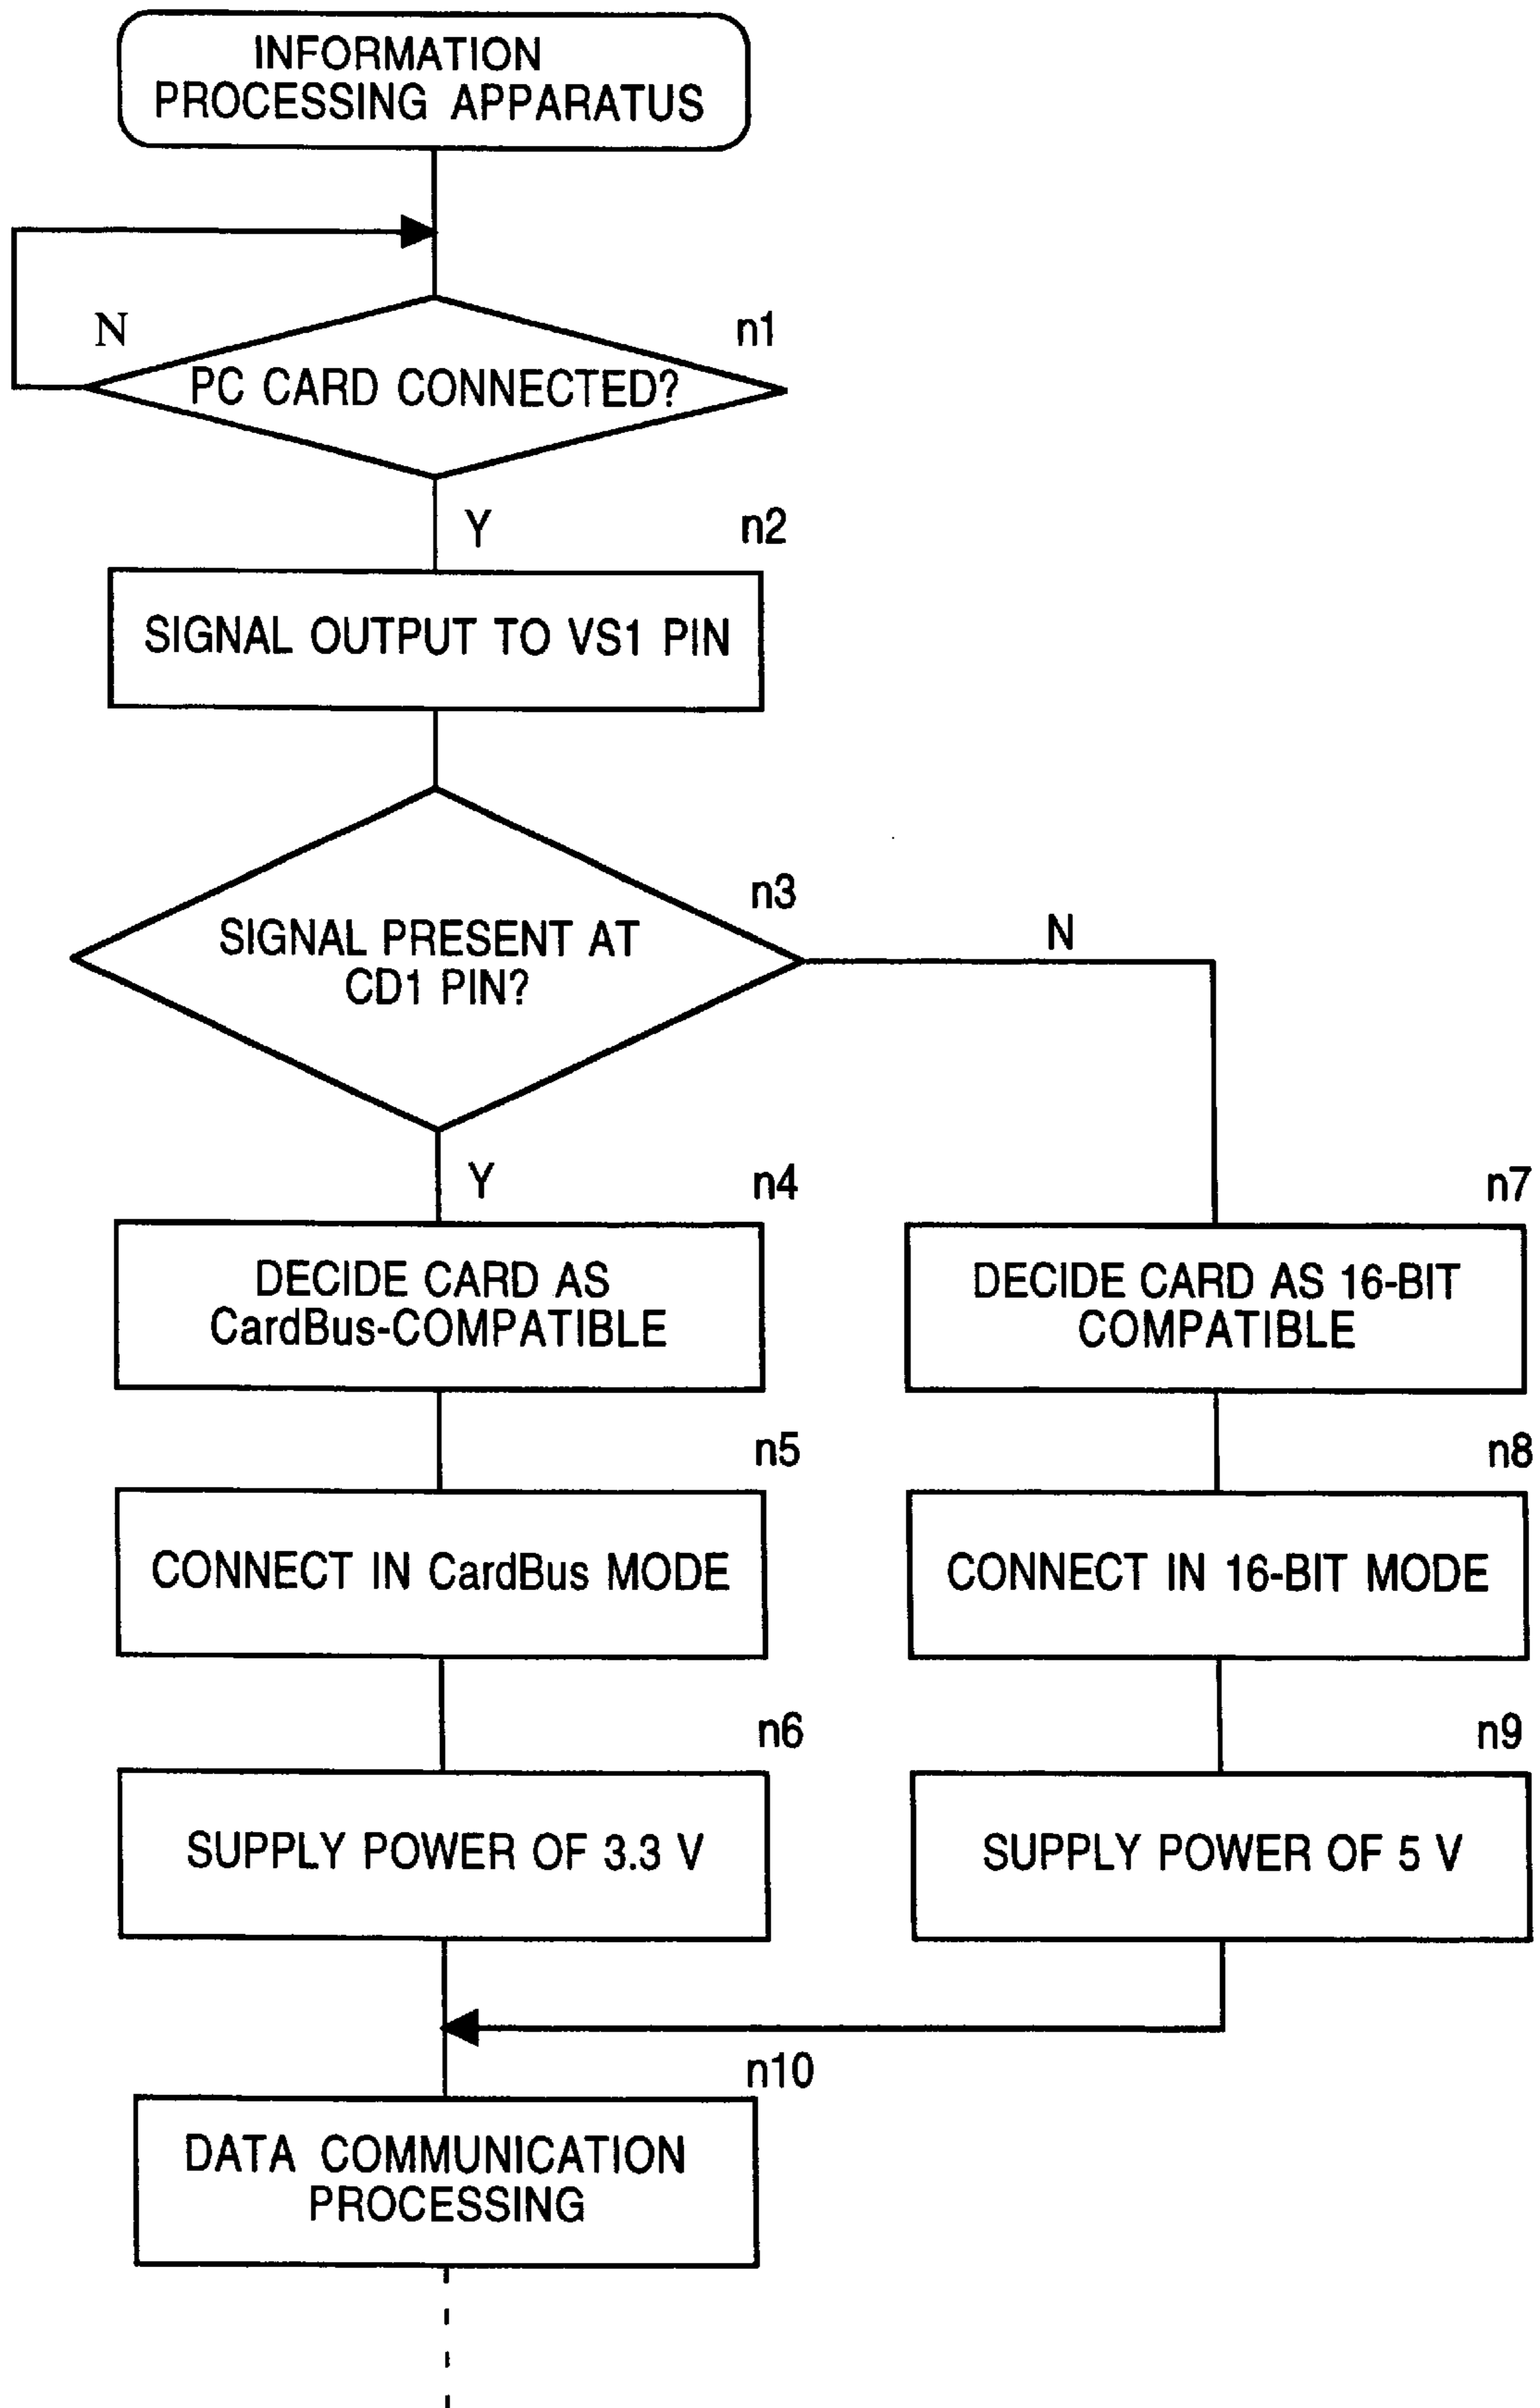 INFORMATION
PROCESSING APPARATUS
N
n1
PC CARD CONNECTED?
Y
n2
SIGNAL OUTPUT TO VS1 PIN
n3
SIGNAL PRESENT AT
CD1 PIN?
N
Y
n4
DECIDE CARD AS
CardBus-COMPATIBLE
n7
DECIDE CARD AS 16-BIT
COMPATIBLE
n5
CONNECT IN CardBus MODE
n8
CONNECT IN 16-BIT MODE
n6
SUPPLY POWER OF 3.3 V
n9
SUPPLY POWER OF 5 V
n10
DATA COMMUNICATION
PROCESSING